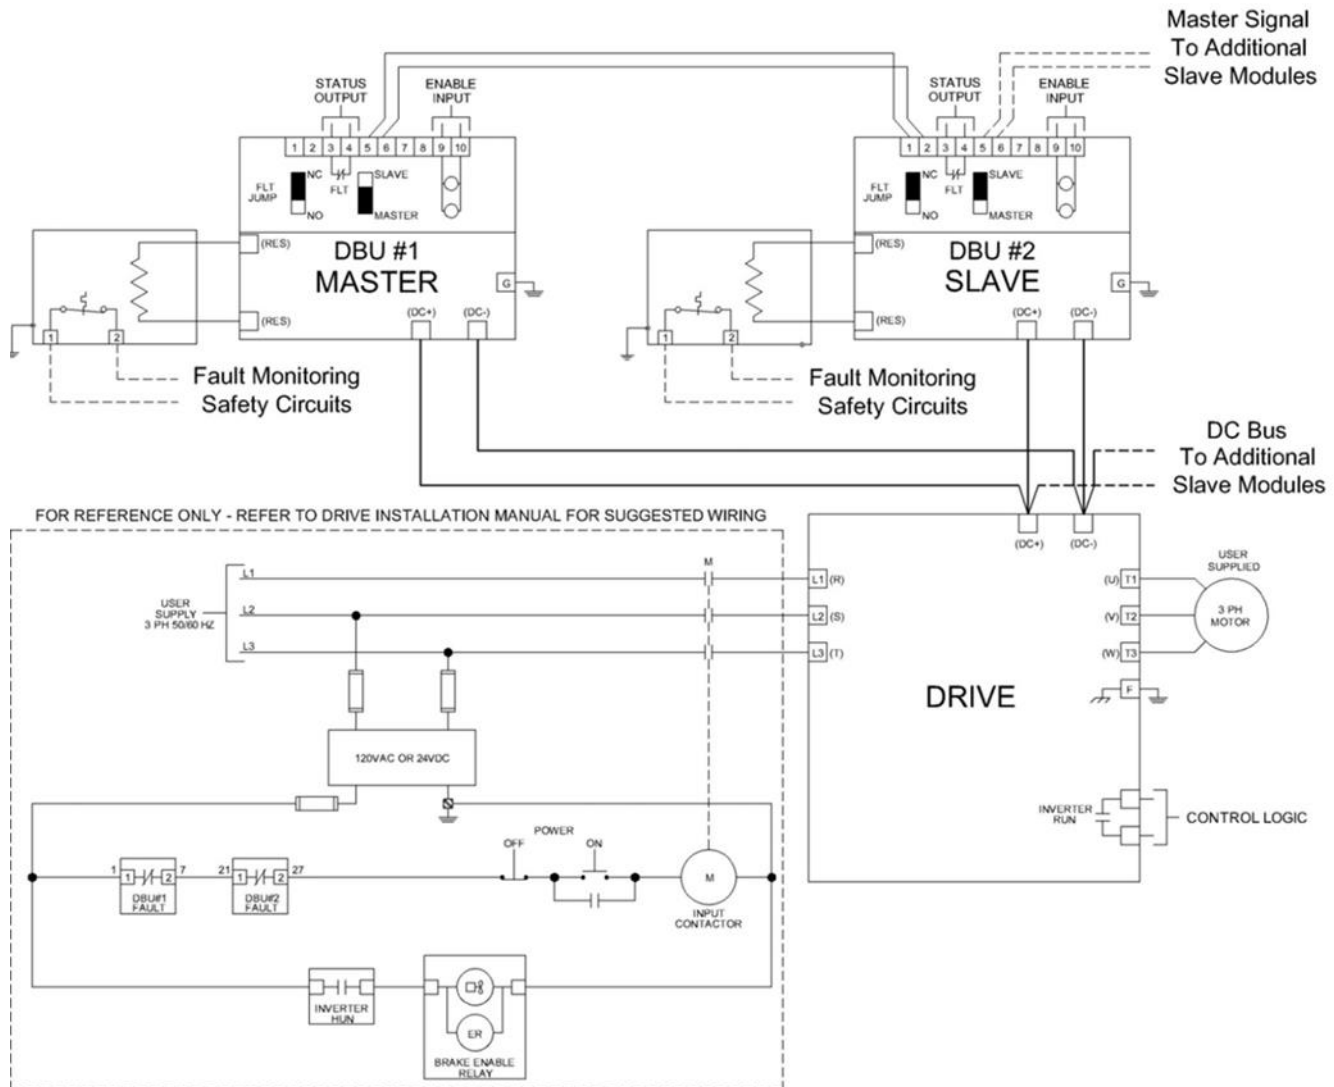 Master Signal
To Additional
Slave Modules
STATUS
OUTPUT
ENABLE
INPUT
STATUS
OUTPUT
ENABLE
INPUT
1 2 3 4 5 6 7 8 9 10
1 2 3 4 5 6 7 8 9 10
FLT
JUMP
NC
NO
FLT
SLAVE
MASTER
FLT
JUMP
NC
NO
FLT
SLAVE
MASTER
(RES)
DBU #1
MASTER
G
(RES)
(DC+)
(DC-)
1
2
(RES)
DBU #2
SLAVE
G
(RES)
(DC+)
(DC-)
1
2
Fault Monitoring
Safety Circuits
Fault Monitoring
Safety Circuits
DC Bus
To Additional
Slave Modules
FOR REFERENCE ONLY - REFER TO DRIVE INSTALLATION MANUAL FOR SUGGESTED WIRING
USER
SUPPLY
3 PH 50/60 HZ
L1
L2
L3
M
120VAC OR 24VDC
(DC+)
(DC-)
L1 (R)
L2 (S)
L3 (T)
(U) T1
(V) T2
(W) T3
F
USER
SUPPLIED
3 PH
MOTOR
DRIVE
INVERTER
RUN
CONTROL LOGIC
POWER
OFF
ON
1
1
2
7
DBU#1
FAULT
21
1
2
27
DBU#2
FAULT
M
INPUT
CONTACTOR
INVERTER
HUN
ER
BRAKE ENABLE
RELAY